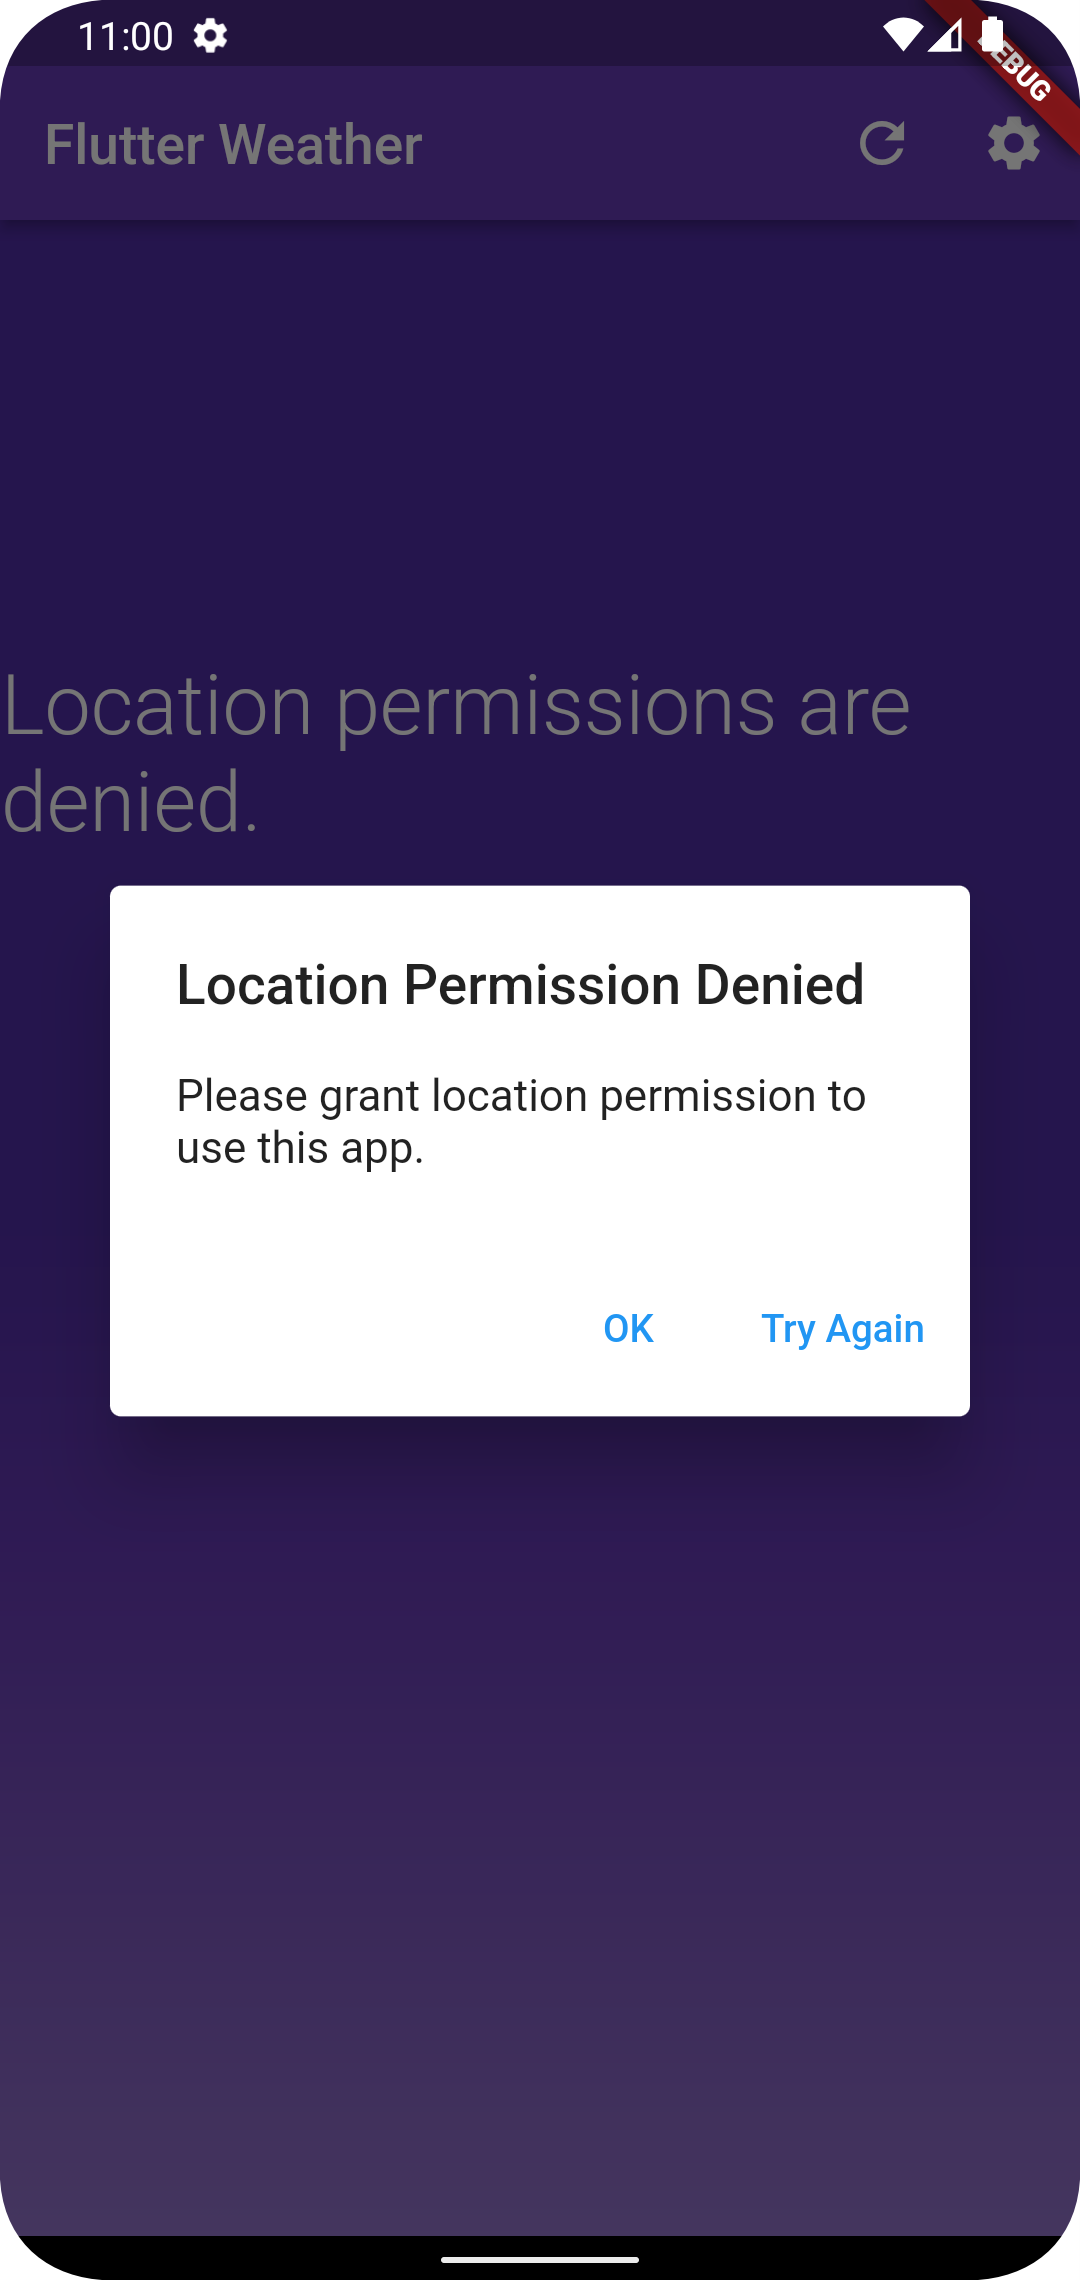 11:00
Flutter Weather
Location permissions are
denied.
Location Permission Denied
Please grant location permission to
use this app.
OK
Try Again